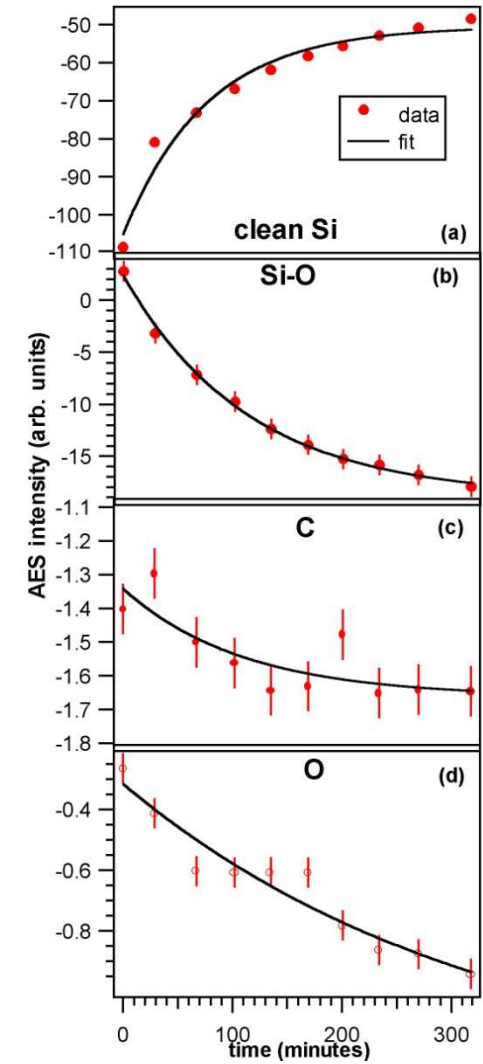 -50
-60
-70
-80
-90
-100
-110
data
fit
clean Si
(a)
Si-O
(b)
0
-5
-10
-15
AES intensity (arb. units)
C
(c)
-1.1
-1.2
-1.3
-1.4
-1.5
-1.6
-1.7
-1.8
O
(d)
-0.4
-0.6
-0.8
0 100 200 300
time (minutes)